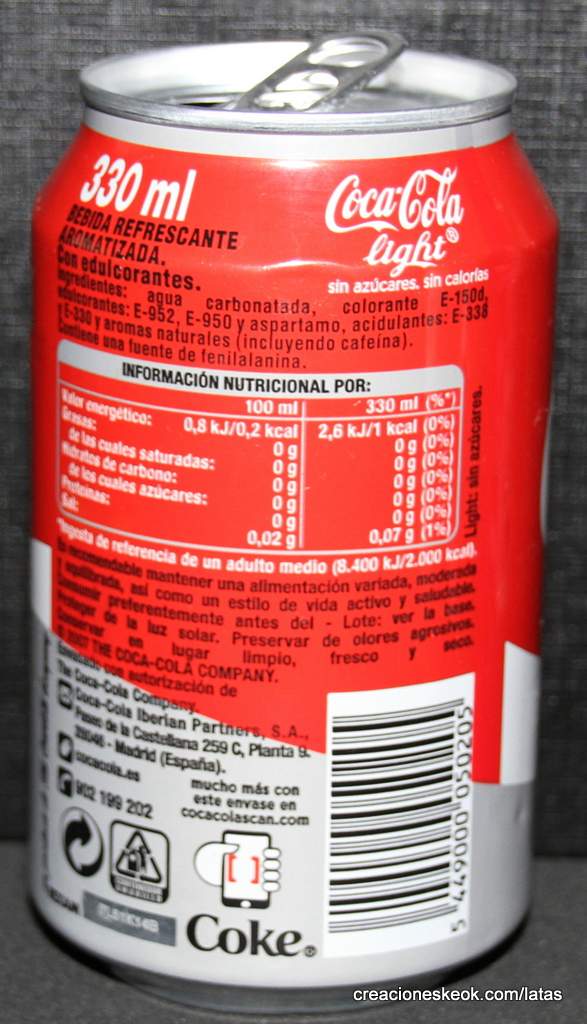 330 ml
BEBIDA REFRESCANTE
AROMATIZADA.
Con edulcorantes.
Coca-Cola
light®
sin azúcares. sin calorías
Ingredientes: agua carbonatada, colorante E-150d,
edulcorantes: E-952, E-950 y aspartamo, acidulantes: E-338
y E-330 y aromas naturales (incluyendo cafeína).
Contiene una fuente de fenilalanina.
INFORMACIÓN NUTRICIONAL POR:
100 ml 330 ml (%*)
Valor energético: 0,8 kJ/0,2 kcal 2,6 kJ/1 kcal (0%)
Grasas: 0 g 0 g (0%)
de las cuales saturadas: 0 g 0 g (0%)
Hidratos de carbono: 0 g 0 g (0%)
de los cuales azúcares: 0 g 0 g (0%)
Proteínas: 0 g 0 g (0%)
Sal: 0,02 g 0,07 g (1%)
Light: sin azúcares.
*Ingesta de referencia de un adulto medio (8.400 kJ/2.000 kcal).
Es recomendable mantener una alimentación variada, moderada
y equilibrada, así como un estilo de vida activo y saludable.
Consumir preferentemente antes del - Lote: ver la base.
Proteger de la luz solar. Preservar de olores agresivos.
Conservar en lugar limpio, fresco y seco.
© 2007 THE COCA-COLA COMPANY.
Envasado con autorización de
The Coca-Cola Company.
Coca-Cola Iberian Partners, S.A.,
Paseo de la Castellana 259 C, Planta 9.
28046 - Madrid (España).
cocacola.es
902 199 202
mucho más con
este envase en
cocacolascan.com
Coke®
5 449000 050205
creacioneskeok.com/latas